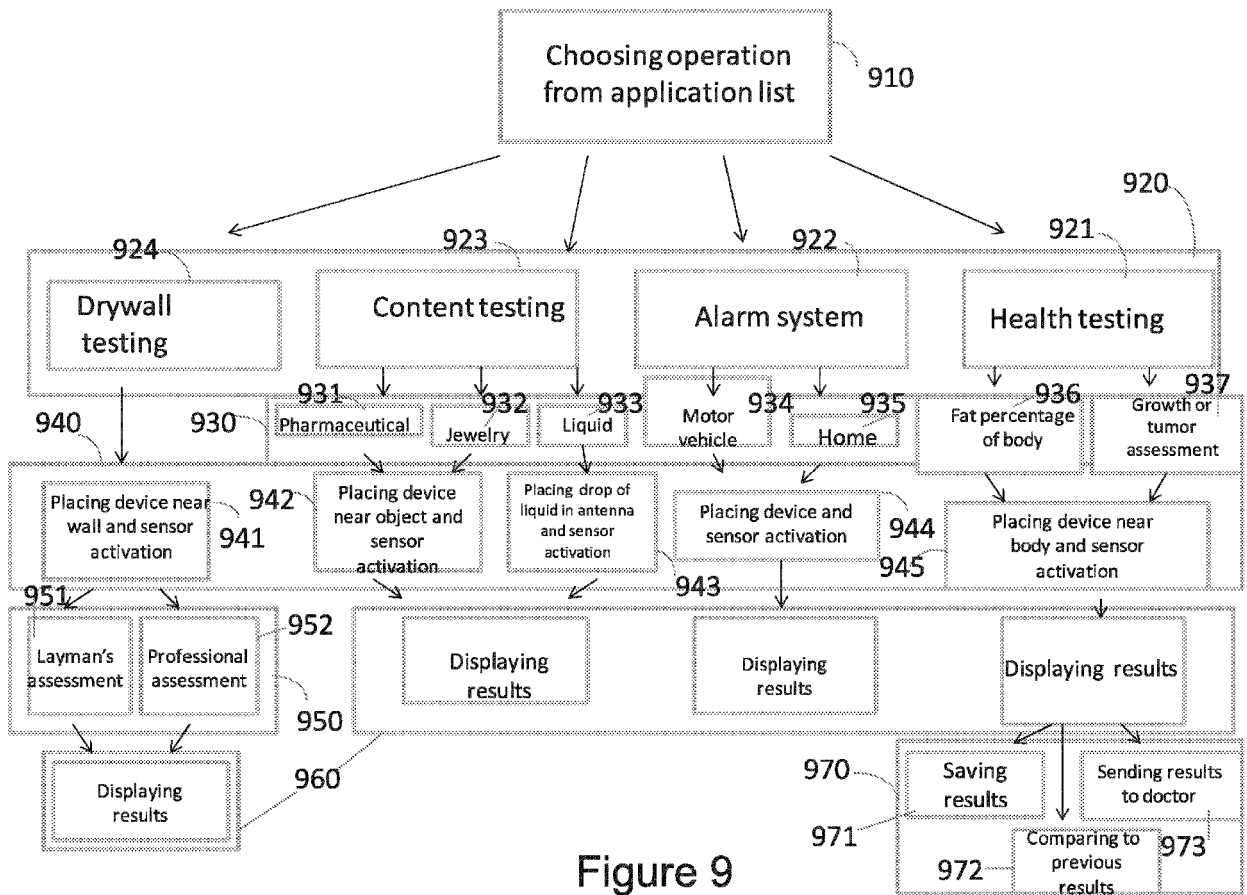 Choosing operation
from application list
910
920
924
923
922
921
Drywall
testing
Content testing
Alarm system
Health testing
940
930
931
Pharmaceutical
932
Jewelry
933
Liquid
Motor
vehicle
934
935
Home
936
Fat percentage
of body
937
Growth or
tumor
assessment
Placing device near
wall and sensor
activation
941
942
Placing device
near object and
sensor
activation
Placing drop of
liquid in antenna
and sensor
activation
943
Placing device and
sensor activation
944
945
Placing device near
body and sensor
activation
951
Layman's
assessment
952
Professional
assessment
950
Displaying
results
Displaying
results
Displaying results
960
Displaying
results
970
Saving
results
971
Sending results
to doctor
973
972
Comparing to
previous
results
Figure 9